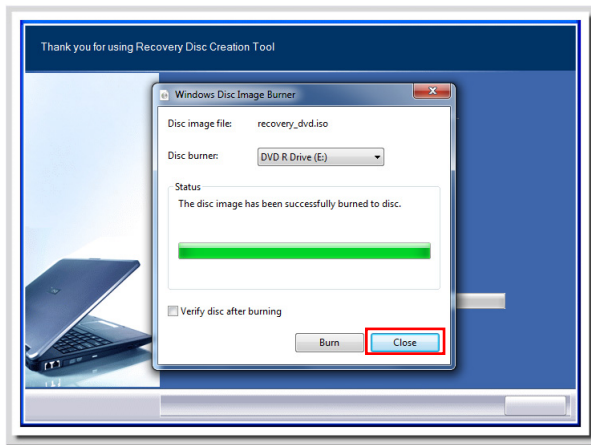 Thank you for using Recovery Disc Creation Tool
Windows Disc Image Burner
Disc image file: recovery_dvd.iso
Disc burner: DVD R Drive (E:)
Status
The disc image has been successfully burned to disc.
Verify disc after burning
Burn Close